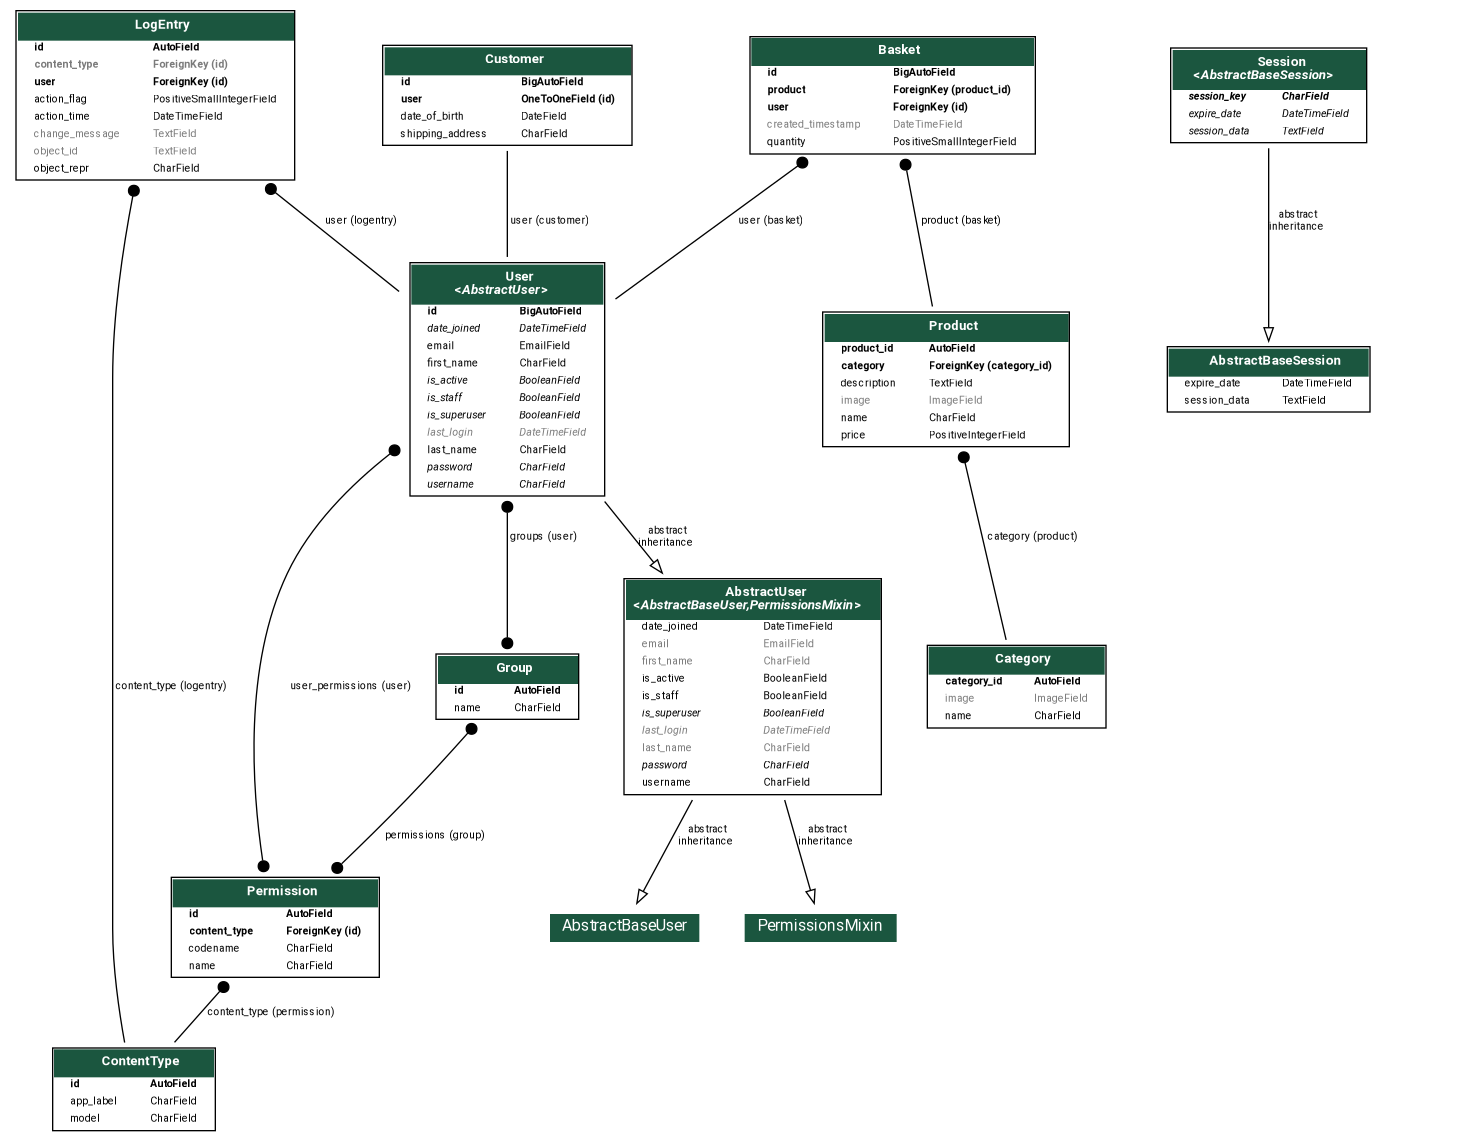 LogEntry
id AutoField
content_type ForeignKey (id)
user ForeignKey (id)
action_flag PositiveSmallIntegerField
action_time DateTimeField
change_message TextField
object_id TextField
object_repr CharField
Customer
id BigAutoField
user OneToOneField (id)
date_of_birth DateField
shipping_address CharField
Basket
id BigAutoField
product ForeignKey (product_id)
user ForeignKey (id)
created_timestamp DateTimeField
quantity PositiveSmallIntegerField
Session
<AbstractBaseSession>
session_key CharField
expire_date DateTimeField
session_data TextField
user (logentry)
user (customer)
user (basket)
product (basket)
abstract
inheritance
User
<AbstractUser>
id BigAutoField
date_joined DateTimeField
email EmailField
first_name CharField
is_active BooleanField
is_staff BooleanField
is_superuser BooleanField
last_login DateTimeField
last_name CharField
password CharField
username CharField
Product
product_id AutoField
category ForeignKey (category_id)
description TextField
image ImageField
name CharField
price PositiveIntegerField
AbstractBaseSession
expire_date DateTimeField
session_data TextField
groups (user)
abstract
inheritance
category (product)
AbstractUser
<AbstractBaseUser,PermissionsMixin>
date_joined DateTimeField
email EmailField
first_name CharField
is_active BooleanField
is_staff BooleanField
is_superuser BooleanField
last_login DateTimeField
last_name CharField
password CharField
username CharField
Group
id AutoField
name CharField
Category
category_id AutoField
image ImageField
name CharField
content_type (logentry)
user_permissions (user)
permissions (group)
abstract
inheritance
abstract
inheritance
Permission
id AutoField
content_type ForeignKey (id)
codename CharField
name CharField
AbstractBaseUser
PermissionsMixin
content_type (permission)
ContentType
id AutoField
app_label CharField
model CharField